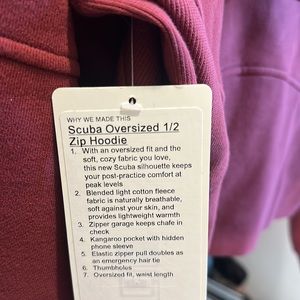 WHY WE MADE THIS
Scuba Oversized 1/2
Zip Hoodie
1. With an oversized fit and the
soft, cozy fabric you love,
this new Scuba silhouette keeps
your post-practice comfort at
peak levels
2. Blended light cotton fleece
fabric is naturally breathable,
soft against your skin, and
provides lightweight warmth
3. Zipper garage keeps chafe in
check
4. Kangaroo pocket with hidden
phone sleeve
5. Elastic zipper pull doubles as
an emergency hair tie
6. Thumbholes
7. Oversized fit, waist length